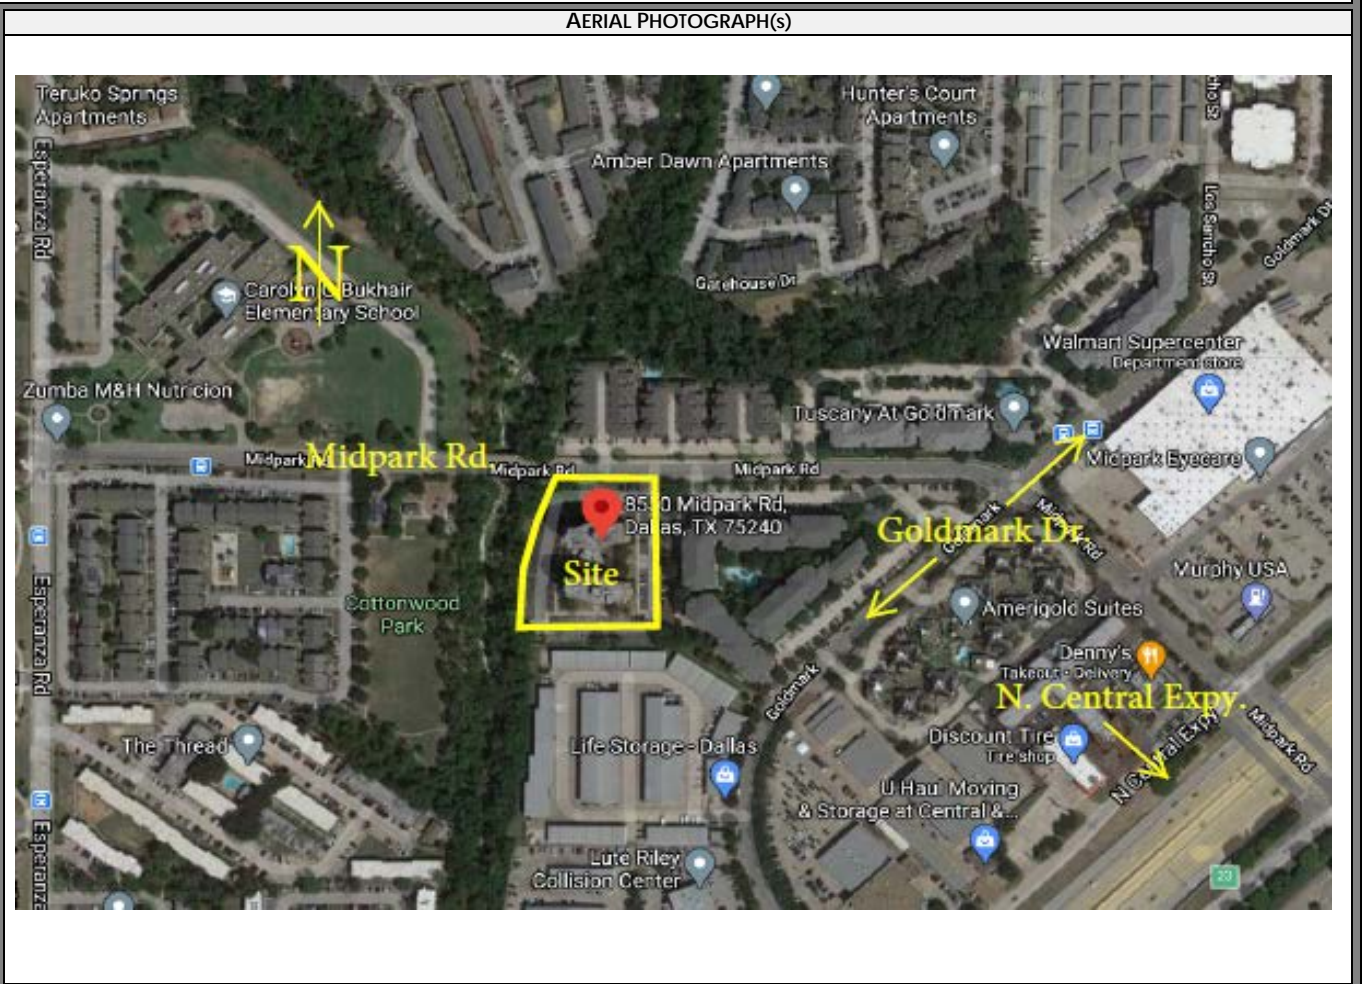 AERIAL PHOTOGRAPH(s)
Teruko Springs
Apartments
Hunter's Court
Apartments
Amber Dawn Apartments
Esperanza Rd
Los Sancho St
Goldmark Dr
N
Carolyn G Bukhair
Elementary School
Gatehouse Dr
Walmart Supercenter
Department store
Zumba M&H Nutricion
Tuscany At Goldmark
Midpark Rd.
Midpark Rd
Midpark Rd
Midpark Eyecare
8530 Midpark Rd,
Dallas, TX 75240
Goldmark Dr.
Goldmark
Midpark Rd
Site
Murphy USA
Esperanza Rd
Cottonwood
Park
Amerigold Suites
Denny's
Takeout • Delivery
Goldmark
N. Central Expy.
N Central Expy
Midpark Rd
The Thread
Life Storage - Dallas
Discount Tire
Tire shop
U-Haul Moving
& Storage at Central &...
Esperanza
Lute Riley
Collision Center
23